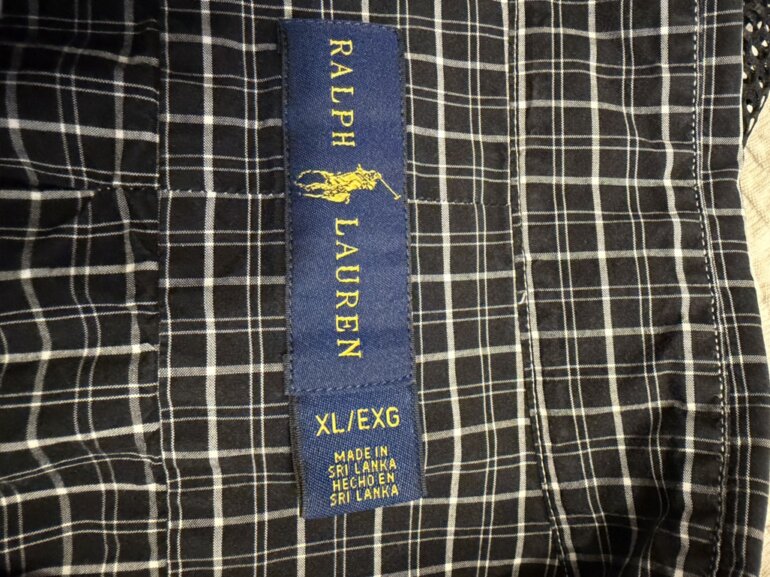 RALPH LAUREN
XL/EXG
MADE IN
SRI LANKA
HECHO EN
SRI LANKA